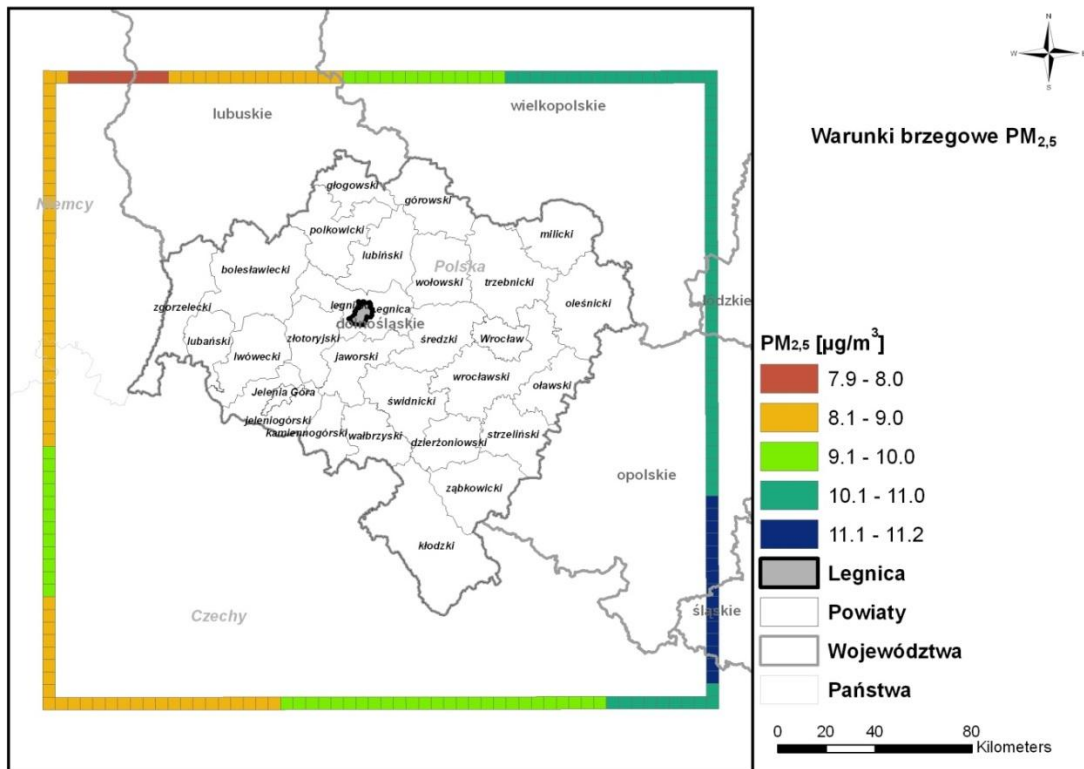 N
W E
S
Warunki brzegowe PM2,5
lubuskie
wielkopolskie
Niemcy
głogowski
górowski
polkowicki
milicki
lubiński
Polska
bolesławiecki
wołowski
trzebnicki
zgorzelecki
oleśnicki
łódzkie
Legnica
dolnośląskie
lubański
złotoryjski
średzki
Wrocław
lwówecki
jaworski
wrocławski
oławski
Jelenia Góra
świdnicki
jeleniogórski
kamiennogórski
wałbrzyski
dzierżoniowski
strzeliński
opolskie
ząbkowicki
kłodzki
Czechy
śląskie
PM2,5 [µg/m³]
7.9 - 8.0
8.1 - 9.0
9.1 - 10.0
10.1 - 11.0
11.1 - 11.2
Legnica
Powiaty
Województwa
Państwa
0 20 40 80
Kilometers